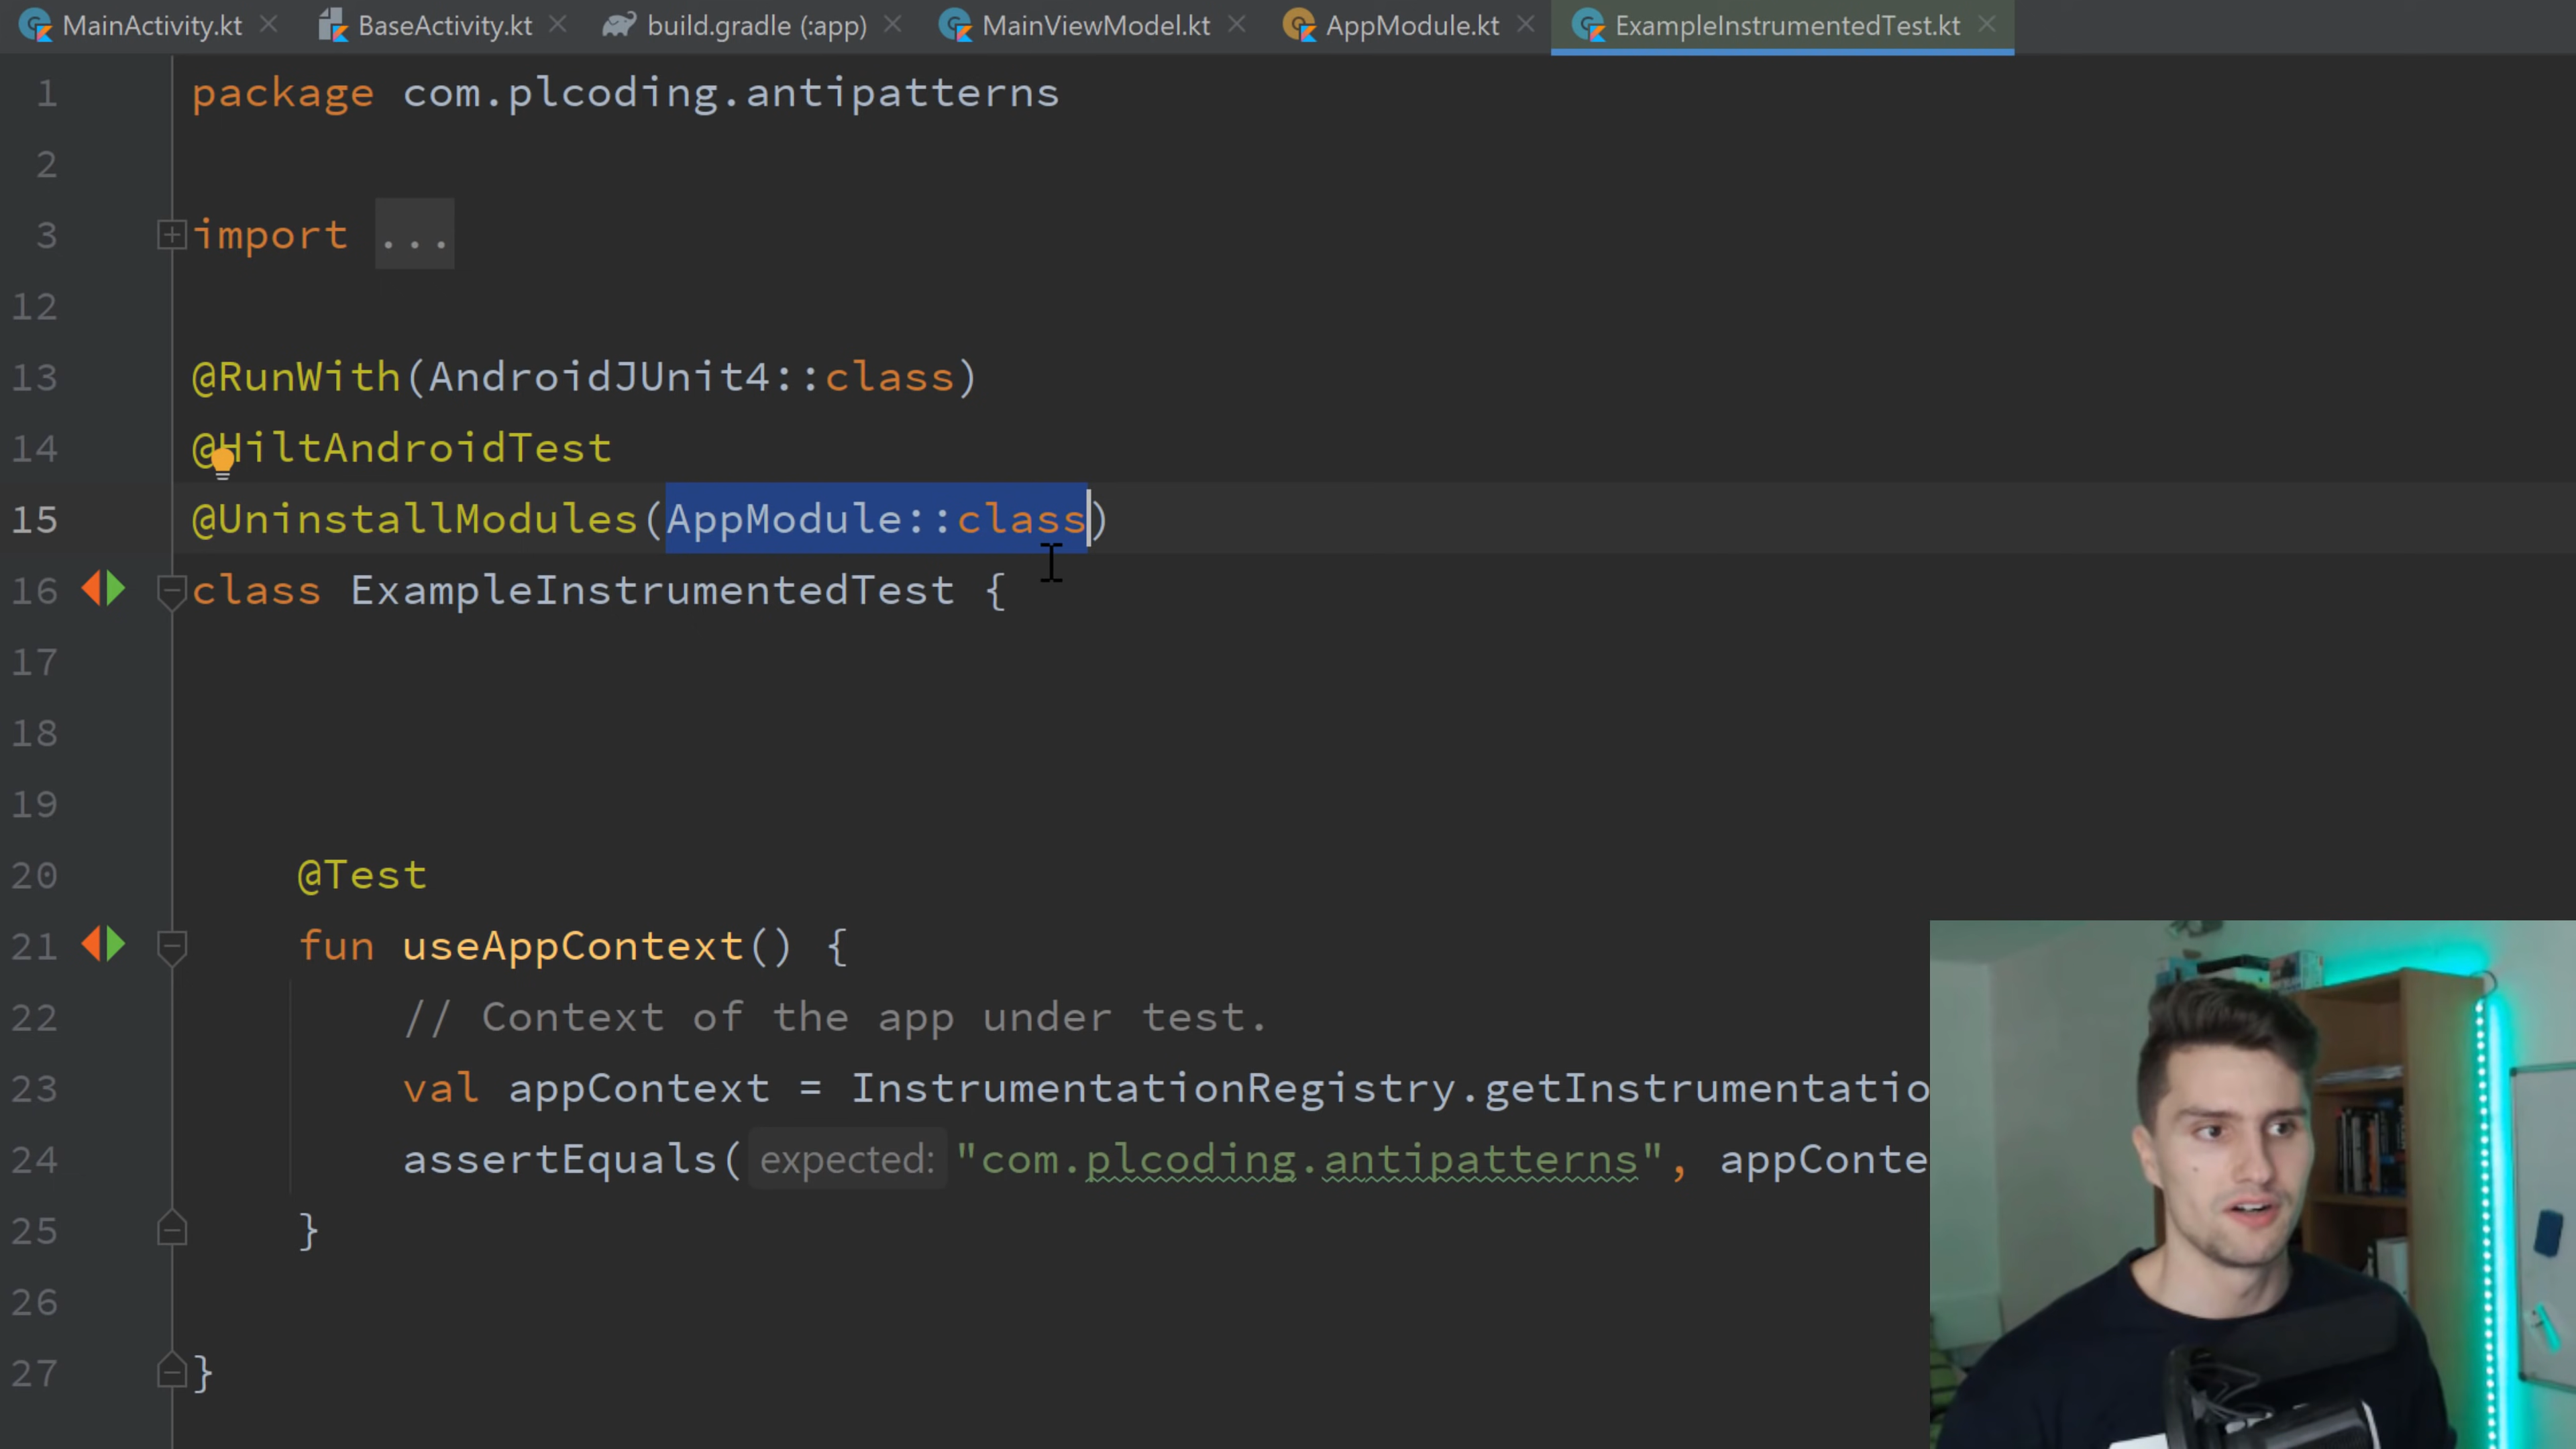 MainActivity.kt BaseActivity.kt build.gradle (:app) MainViewModel.kt AppModule.kt ExampleInstrumentedTest.kt
1 package com.plcoding.antipatterns
2
3 import ...
12
13 @RunWith(AndroidJUnit4::class)
14 @HiltAndroidTest
15 @UninstallModules(AppModule::class)
16 class ExampleInstrumentedTest {
17
18
19
20 @Test
21 fun useAppContext() {
22 // Context of the app under test.
23 val appContext = InstrumentationRegistry.getInstrumentatio
24 assertEquals( expected: "com.plcoding.antipatterns", appConte
25 }
26
27 }